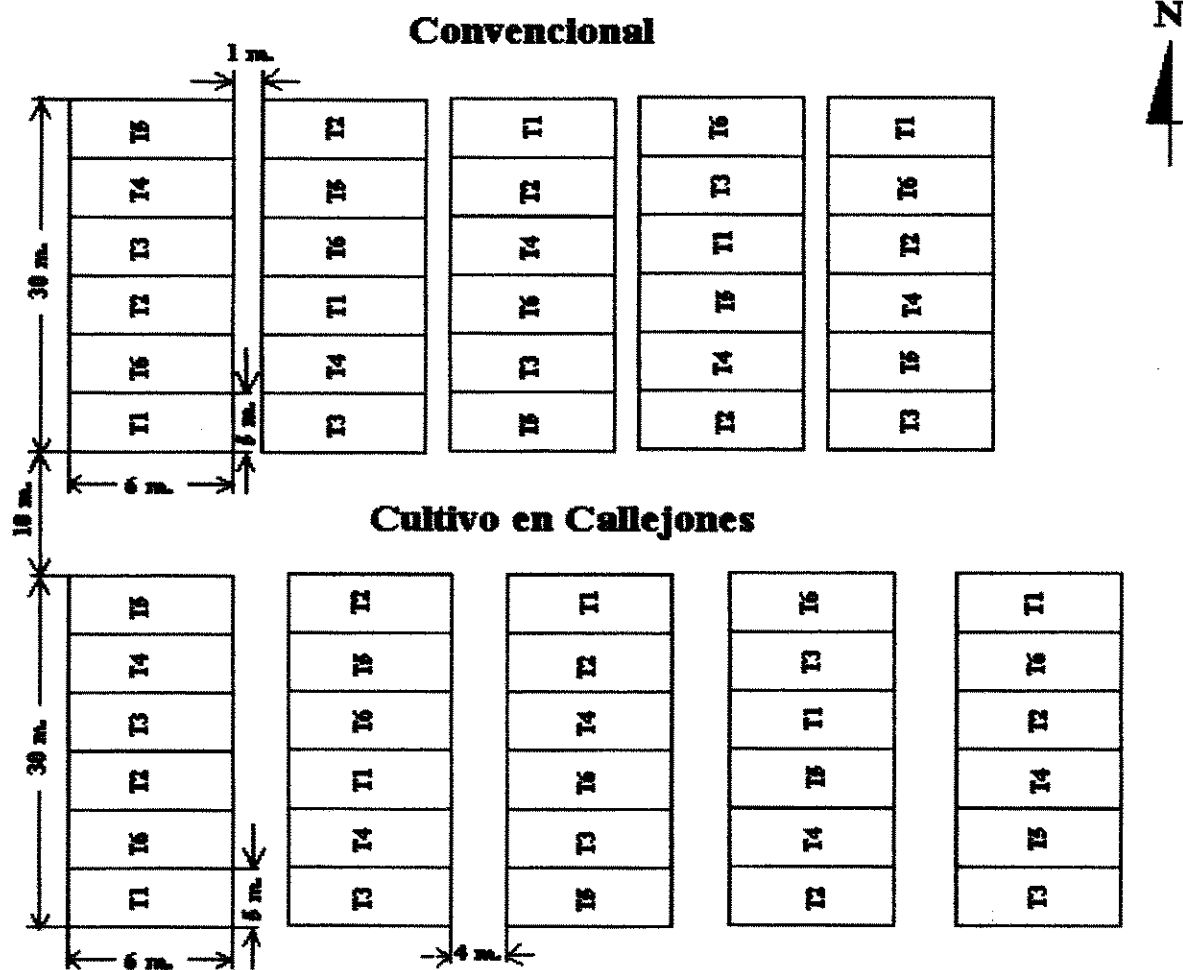 Convencional
N
1 m.
T5 T2 T1 T6 T1
T4 T5 T2 T3 T6
T3 T6 T4 T1 T2
30 m.
T2 T1 T6 T5 T4
T6 T4 T3 T4 T5
T1 T3 T5 T2 T3
5 m.
6 m.
10 m.
Cultivo en Callejones
T5 T2 T1 T6 T1
T4 T5 T2 T3 T6
T3 T6 T4 T1 T2
30 m.
T2 T1 T6 T5 T4
T6 T4 T3 T4 T5
T1 T3 T5 T2 T3
5 m.
6 m.
4 m.